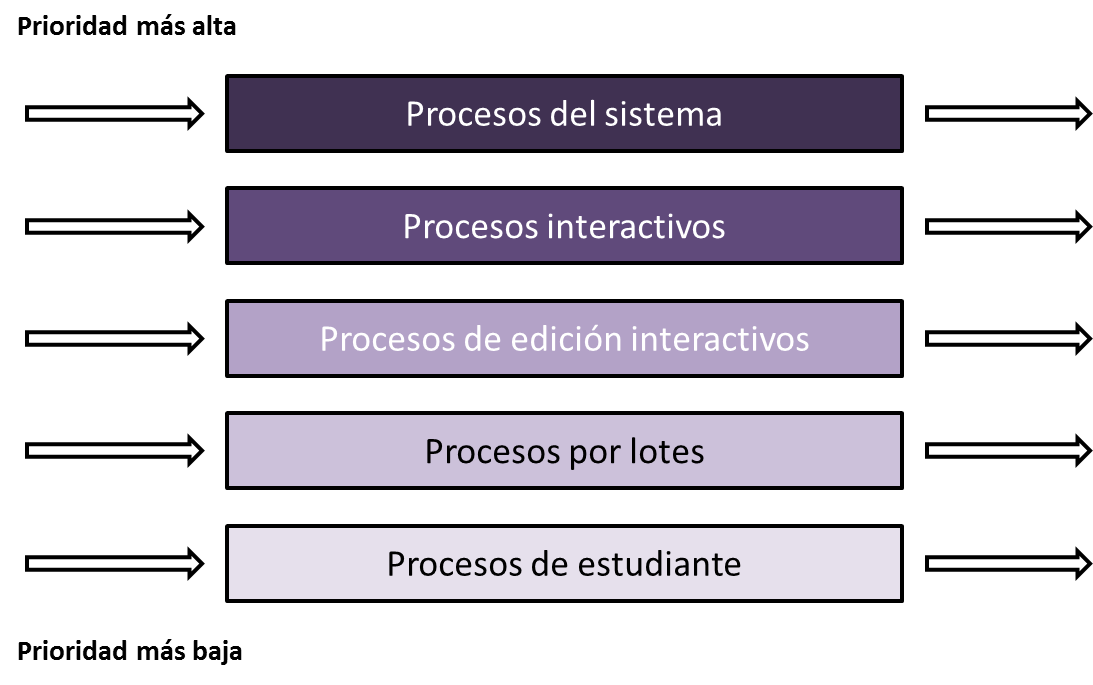 Prioridad más alta
Procesos del sistema
Procesos interactivos
Procesos de edición interactivos
Procesos por lotes
Procesos de estudiante
Prioridad más baja